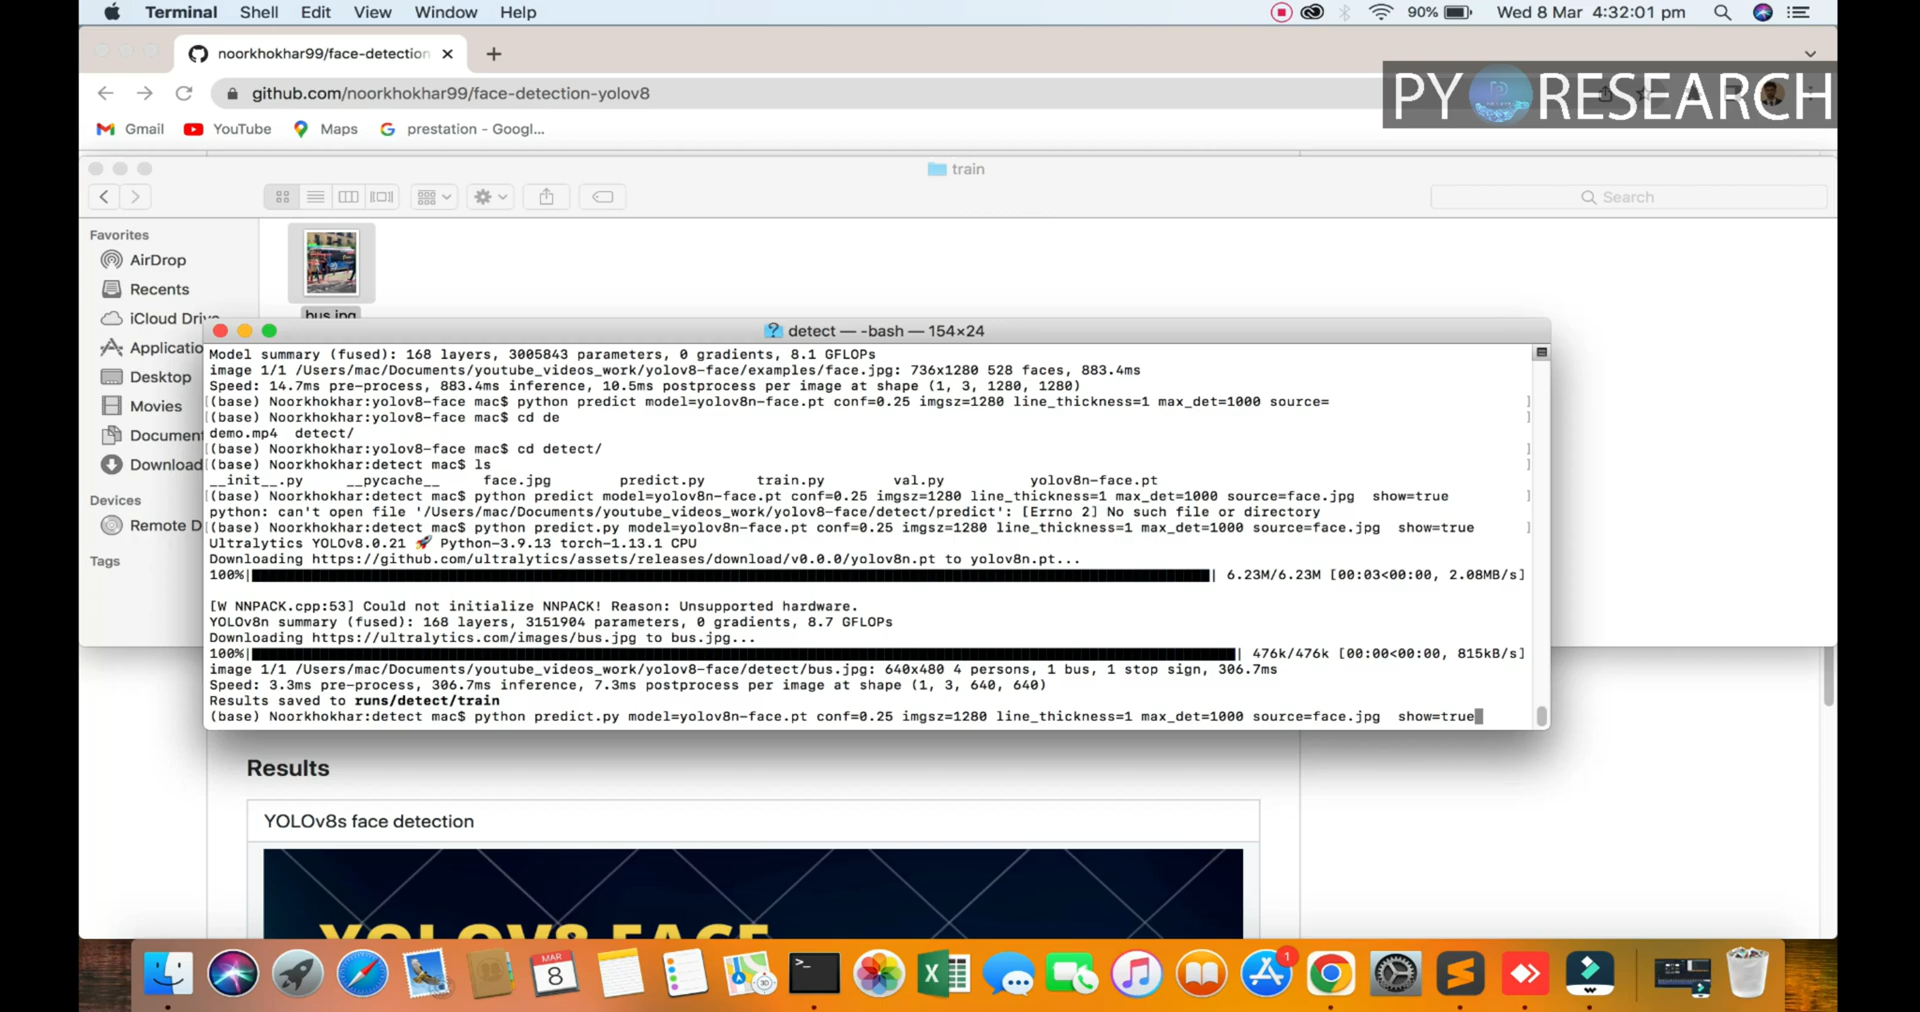 Terminal Shell Edit View Window Help 90% Wed 8 Mar 4:32:01 pm
noorkhokhar99/face-detection
github.com/noorkhokhar99/face-detection-yolov8
PY RESEARCH
Gmail YouTube Maps prestation - Googl...
train
Search
Favorites
AirDrop
Recents
iCloud Drive
Applicatio
Desktop
Movies
Document
Download
Devices
Remote D
Tags
bus.jpg
detect — -bash — 154×24
Model summary (fused): 168 layers, 3005843 parameters, 0 gradients, 8.1 GFLOPs
image 1/1 /Users/mac/Documents/youtube_videos_work/yolov8-face/examples/face.jpg: 736x1280 528 faces, 883.4ms
Speed: 14.7ms pre-process, 883.4ms inference, 10.5ms postprocess per image at shape (1, 3, 1280, 1280)
[(base) Noorkhokhar:yolov8-face mac$ python predict model=yolov8n-face.pt conf=0.25 imgsz=1280 line_thickness=1 max_det=1000 source= ]
[(base) Noorkhokhar:yolov8-face mac$ cd de ]
demo.mp4 detect/
[(base) Noorkhokhar:yolov8-face mac$ cd detect/ ]
[(base) Noorkhokhar:detect mac$ ls ]
__init__.py __pycache__ face.jpg predict.py train.py val.py yolov8n-face.pt
[(base) Noorkhokhar:detect mac$ python predict model=yolov8n-face.pt conf=0.25 imgsz=1280 line_thickness=1 max_det=1000 source=face.jpg show=true ]
python: can't open file '/Users/mac/Documents/youtube_videos_work/yolov8-face/detect/predict': [Errno 2] No such file or directory
[(base) Noorkhokhar:detect mac$ python predict.py model=yolov8n-face.pt conf=0.25 imgsz=1280 line_thickness=1 max_det=1000 source=face.jpg show=true ]
Ultralytics YOLOv8.0.21 🚀 Python-3.9.13 torch-1.13.1 CPU
Downloading https://github.com/ultralytics/assets/releases/download/v0.0.0/yolov8n.pt to yolov8n.pt...
100%| | 6.23M/6.23M [00:03<00:00, 2.08MB/s]
[W NNPACK.cpp:53] Could not initialize NNPACK! Reason: Unsupported hardware.
YOLOv8n summary (fused): 168 layers, 3151904 parameters, 0 gradients, 8.7 GFLOPs
Downloading https://ultralytics.com/images/bus.jpg to bus.jpg...
100%| | 476k/476k [00:00<00:00, 815kB/s]
image 1/1 /Users/mac/Documents/youtube_videos_work/yolov8-face/detect/bus.jpg: 640x480 4 persons, 1 bus, 1 stop sign, 306.7ms
Speed: 3.3ms pre-process, 306.7ms inference, 7.3ms postprocess per image at shape (1, 3, 640, 640)
Results saved to runs/detect/train
(base) Noorkhokhar:detect mac$ python predict.py model=yolov8n-face.pt conf=0.25 imgsz=1280 line_thickness=1 max_det=1000 source=face.jpg show=true
Results
YOLOv8s face detection
YOLOV8 FACE
MAR
8
1